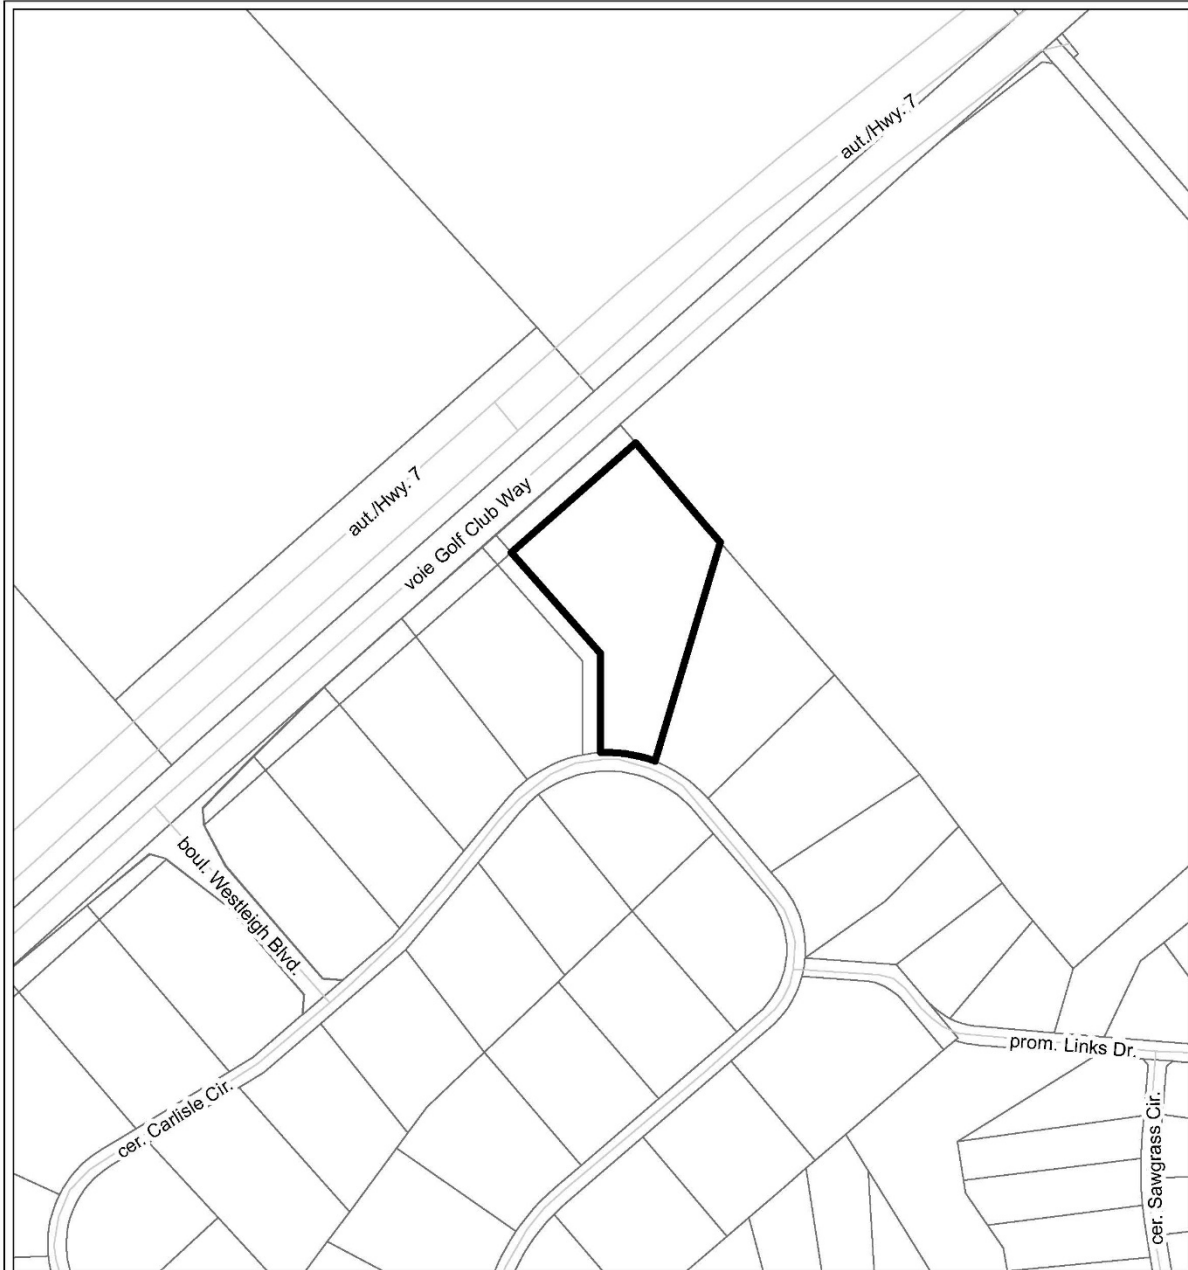 aut./Hwy. 7
aut./Hwy. 7
voie Golf Club Way
boul. Westleigh Blvd.
prom. Links Dr.
cer. Carlisle Cir.
cer. Sawgrass Cir.